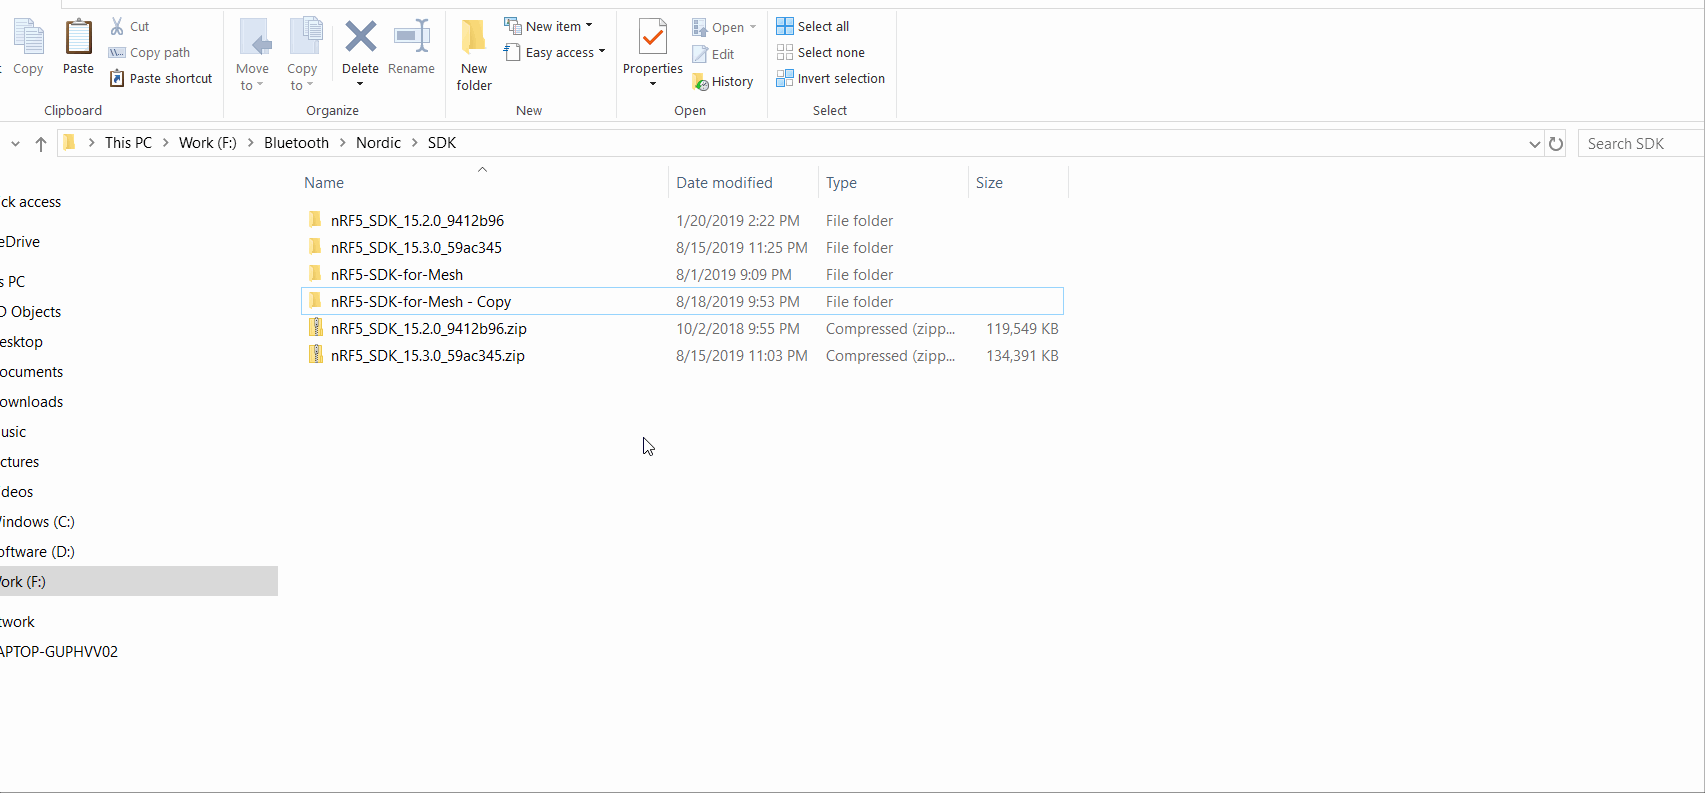 Copy
Paste
Cut
Copy path
Paste shortcut
Clipboard
Move to
Copy to
Delete
Rename
Organize
New folder
New item
Easy access
New
Properties
Open
Edit
History
Open
Select all
Select none
Invert selection
Select
This PC > Work (F:) > Bluetooth > Nordic > SDK
Search SDK
Name Date modified Type Size
nRF5_SDK_15.2.0_9412b96 1/20/2019 2:22 PM File folder
nRF5_SDK_15.3.0_59ac345 8/15/2019 11:25 PM File folder
nRF5-SDK-for-Mesh 8/1/2019 9:09 PM File folder
nRF5-SDK-for-Mesh - Copy 8/18/2019 9:53 PM File folder
nRF5_SDK_15.2.0_9412b96.zip 10/2/2018 9:55 PM Compressed (zipp... 119,549 KB
nRF5_SDK_15.3.0_59ac345.zip 8/15/2019 11:03 PM Compressed (zipp... 134,391 KB
ck access
eDrive
s PC
D Objects
esktop
ocuments
ownloads
usic
ctures
deos
indows (C:)
oftware (D:)
ork (F:)
twork
APTOP-GUPHVV02